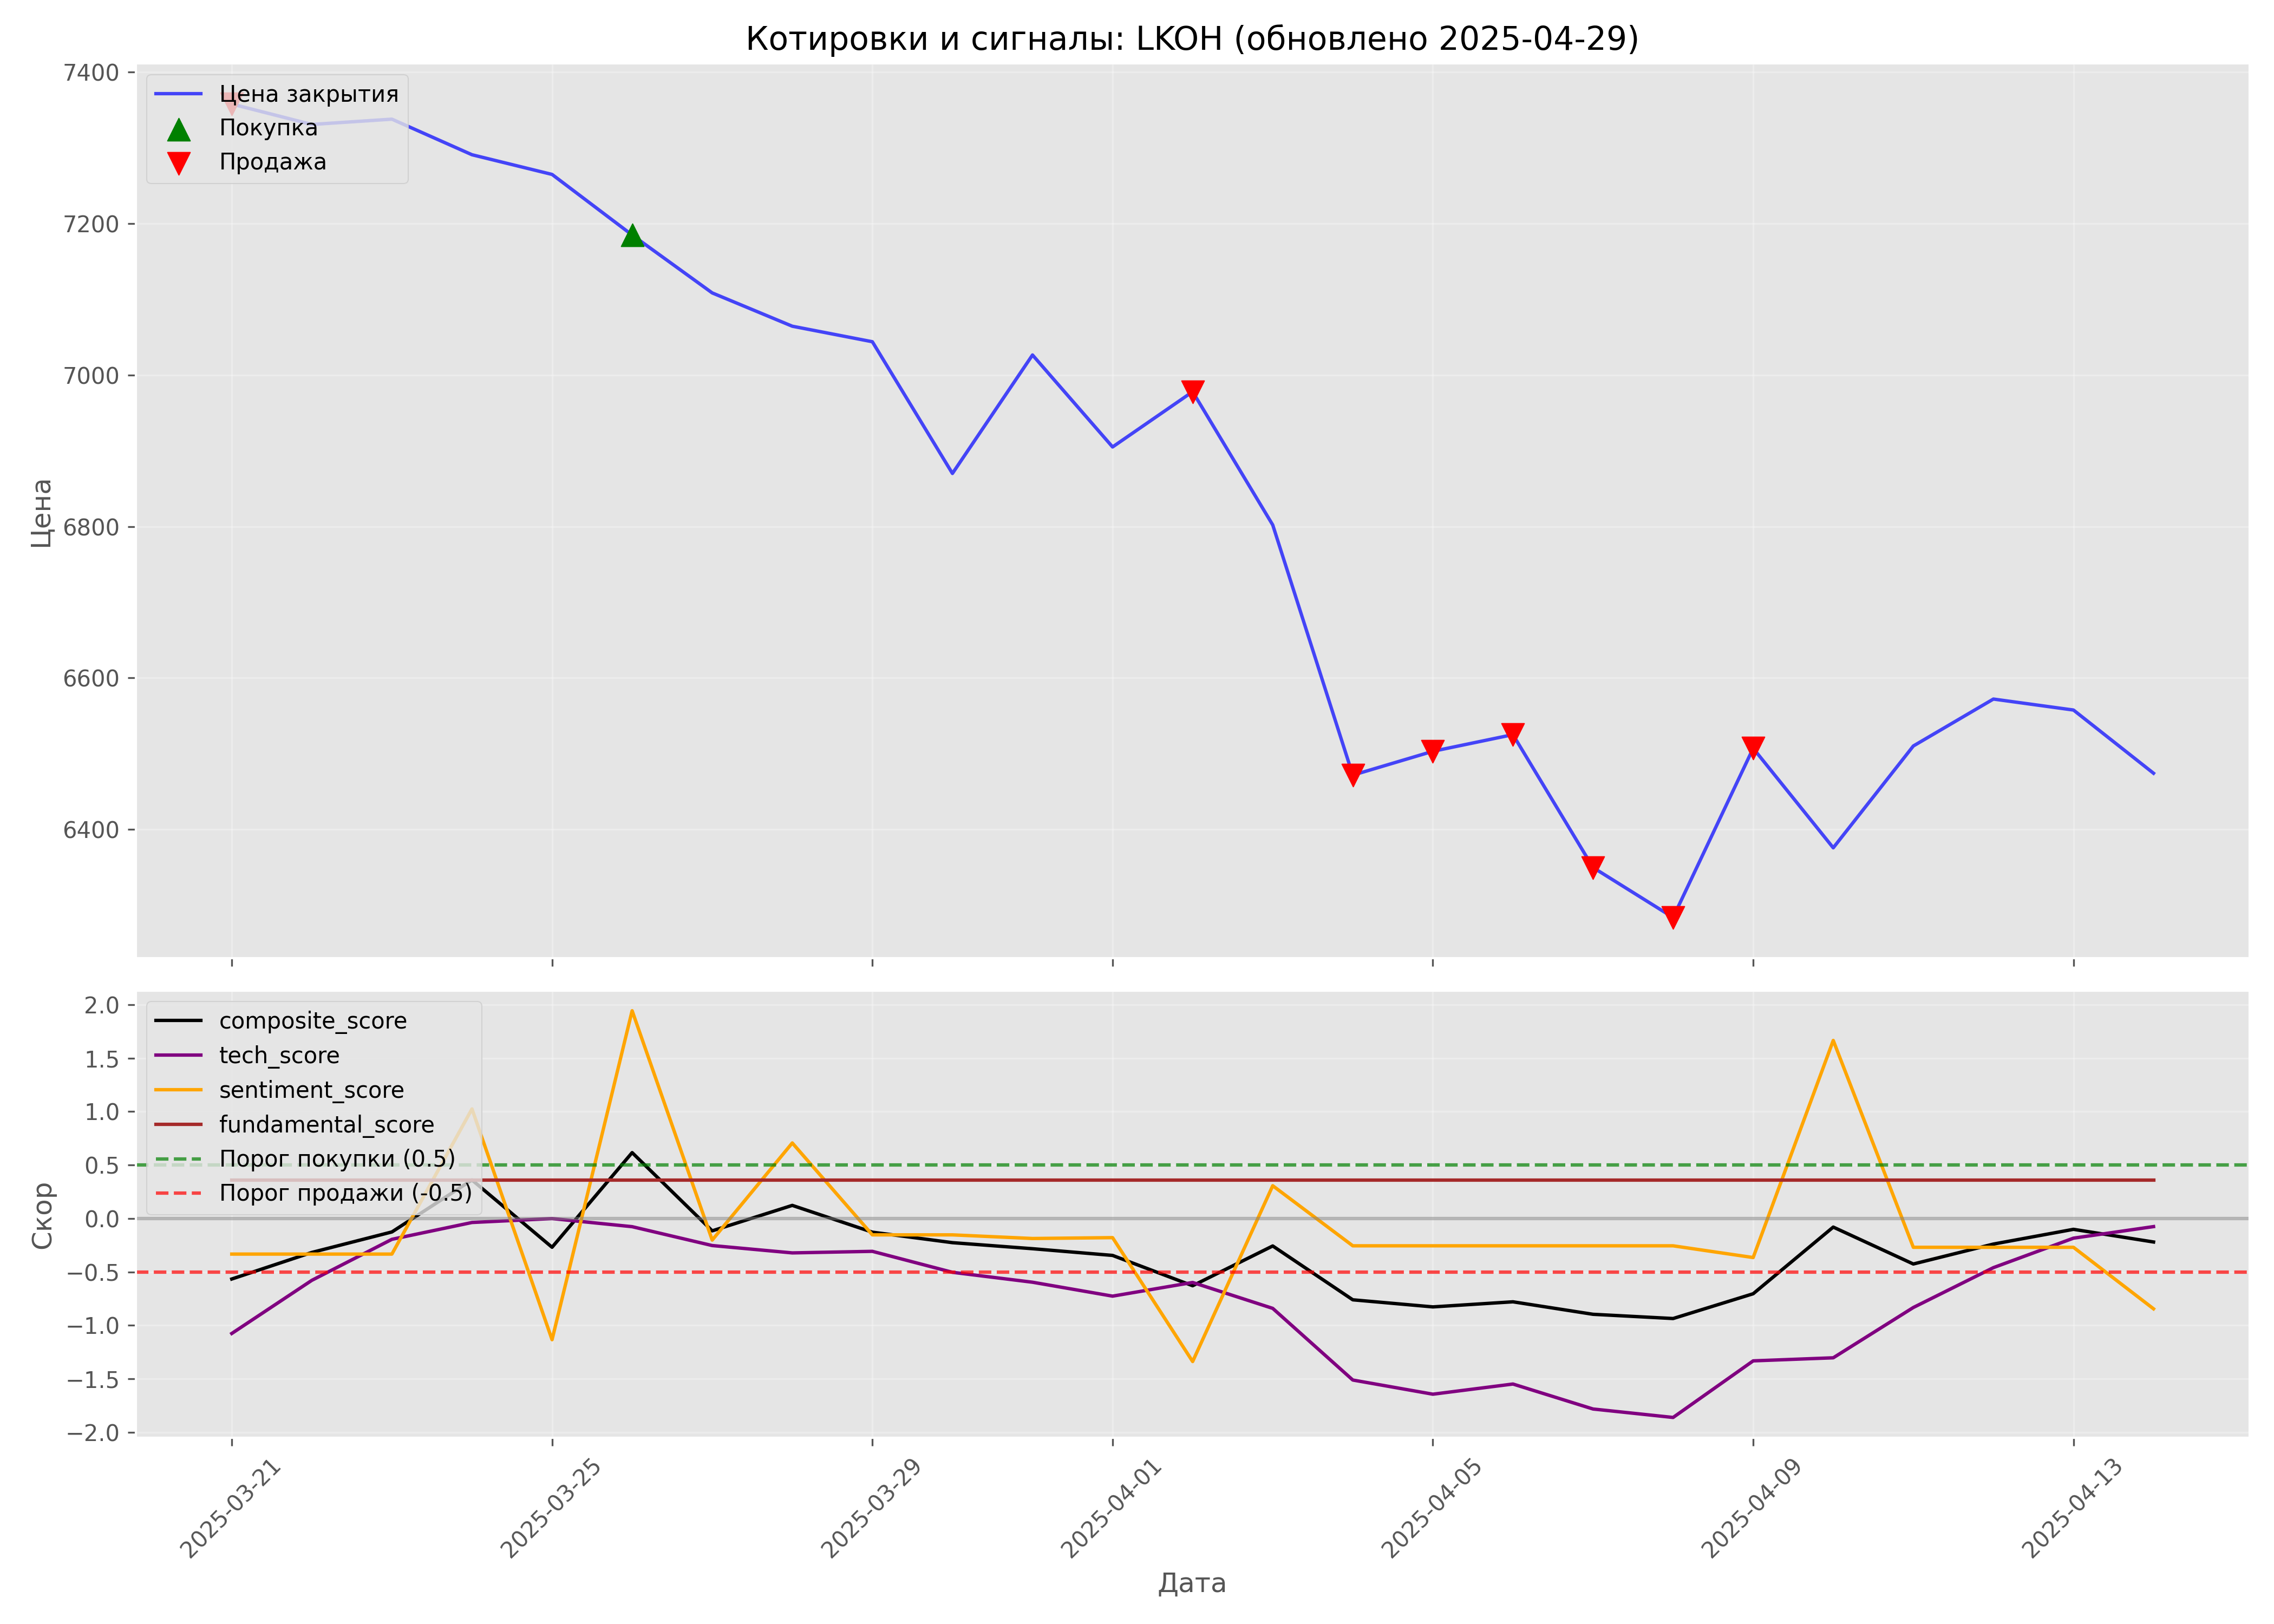 Котировки и сигналы: LKOH (обновлено 2025-04-29)
Цена закрытия
Покупка
Продажа
7400
7200
7000
6800
6600
6400
Цена
composite_score
tech_score
sentiment_score
fundamental_score
Порог покупки (0.5)
Порог продажи (-0.5)
2.0
1.5
1.0
0.5
0.0
−0.5
−1.0
−1.5
−2.0
Скор
2025-03-21
2025-03-25
2025-03-29
2025-04-01
2025-04-05
2025-04-09
2025-04-13
Дата